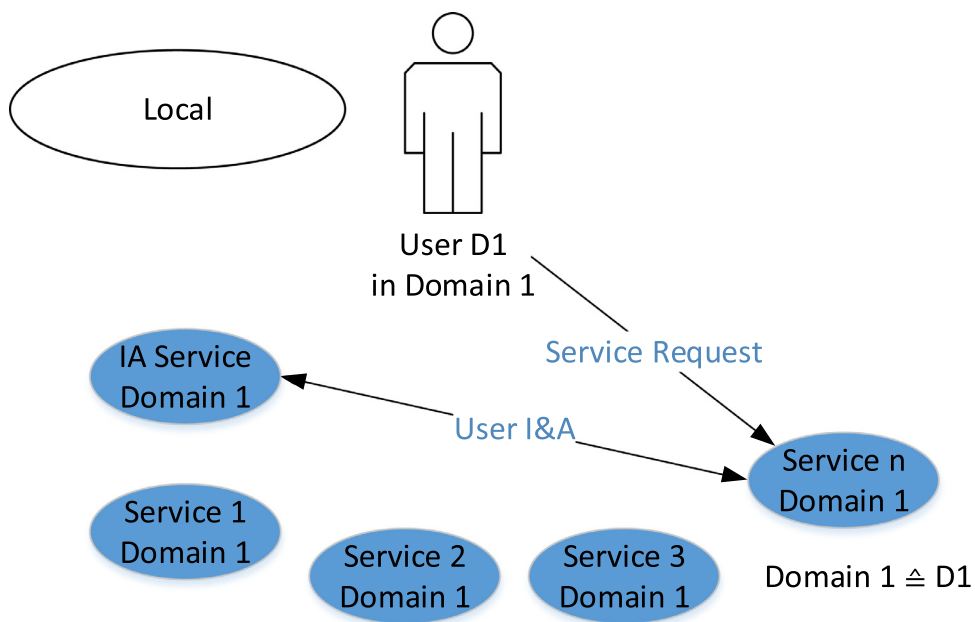 Local
User D1
in Domain 1
Service Request
IA Service
Domain 1
User I&A
Service n
Domain 1
Service 1
Domain 1
Service 2
Domain 1
Service 3
Domain 1
Domain 1 ≙ D1